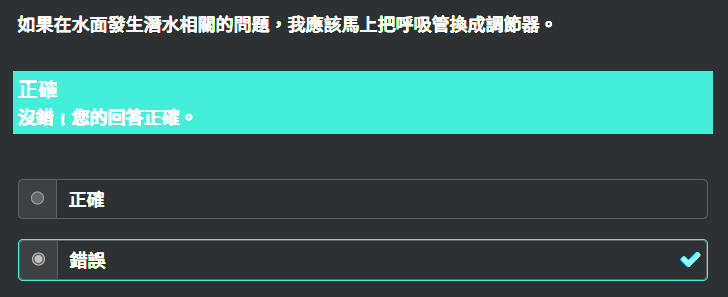 如果在水面發生潛水相關的問題，我應該馬上把呼吸管換成調節器。
正確
沒錯！您的回答正確。
正確
錯誤